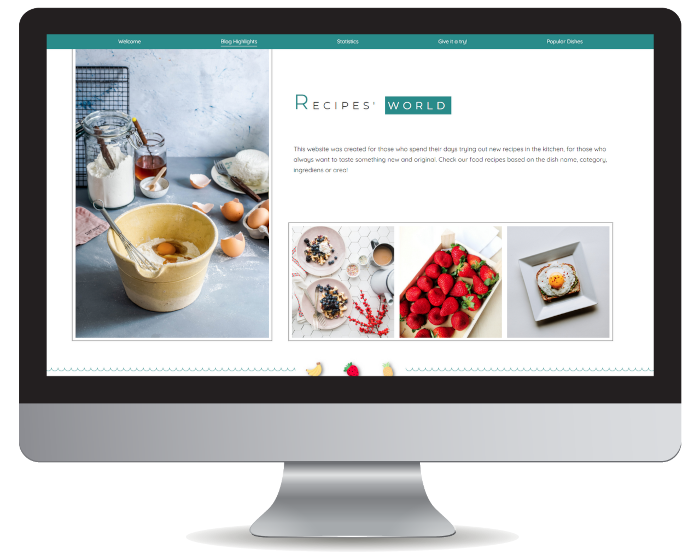 Welcome
Blog Highlights
Statistics
Give it a try!
Popular Dishes
RECIPES' WORLD
This website was created for those who spend their days trying out new recipes in the kitchen, for those who
always want to taste something new and original. Check our food recipes based on the dish name, category,
ingrediens or area!